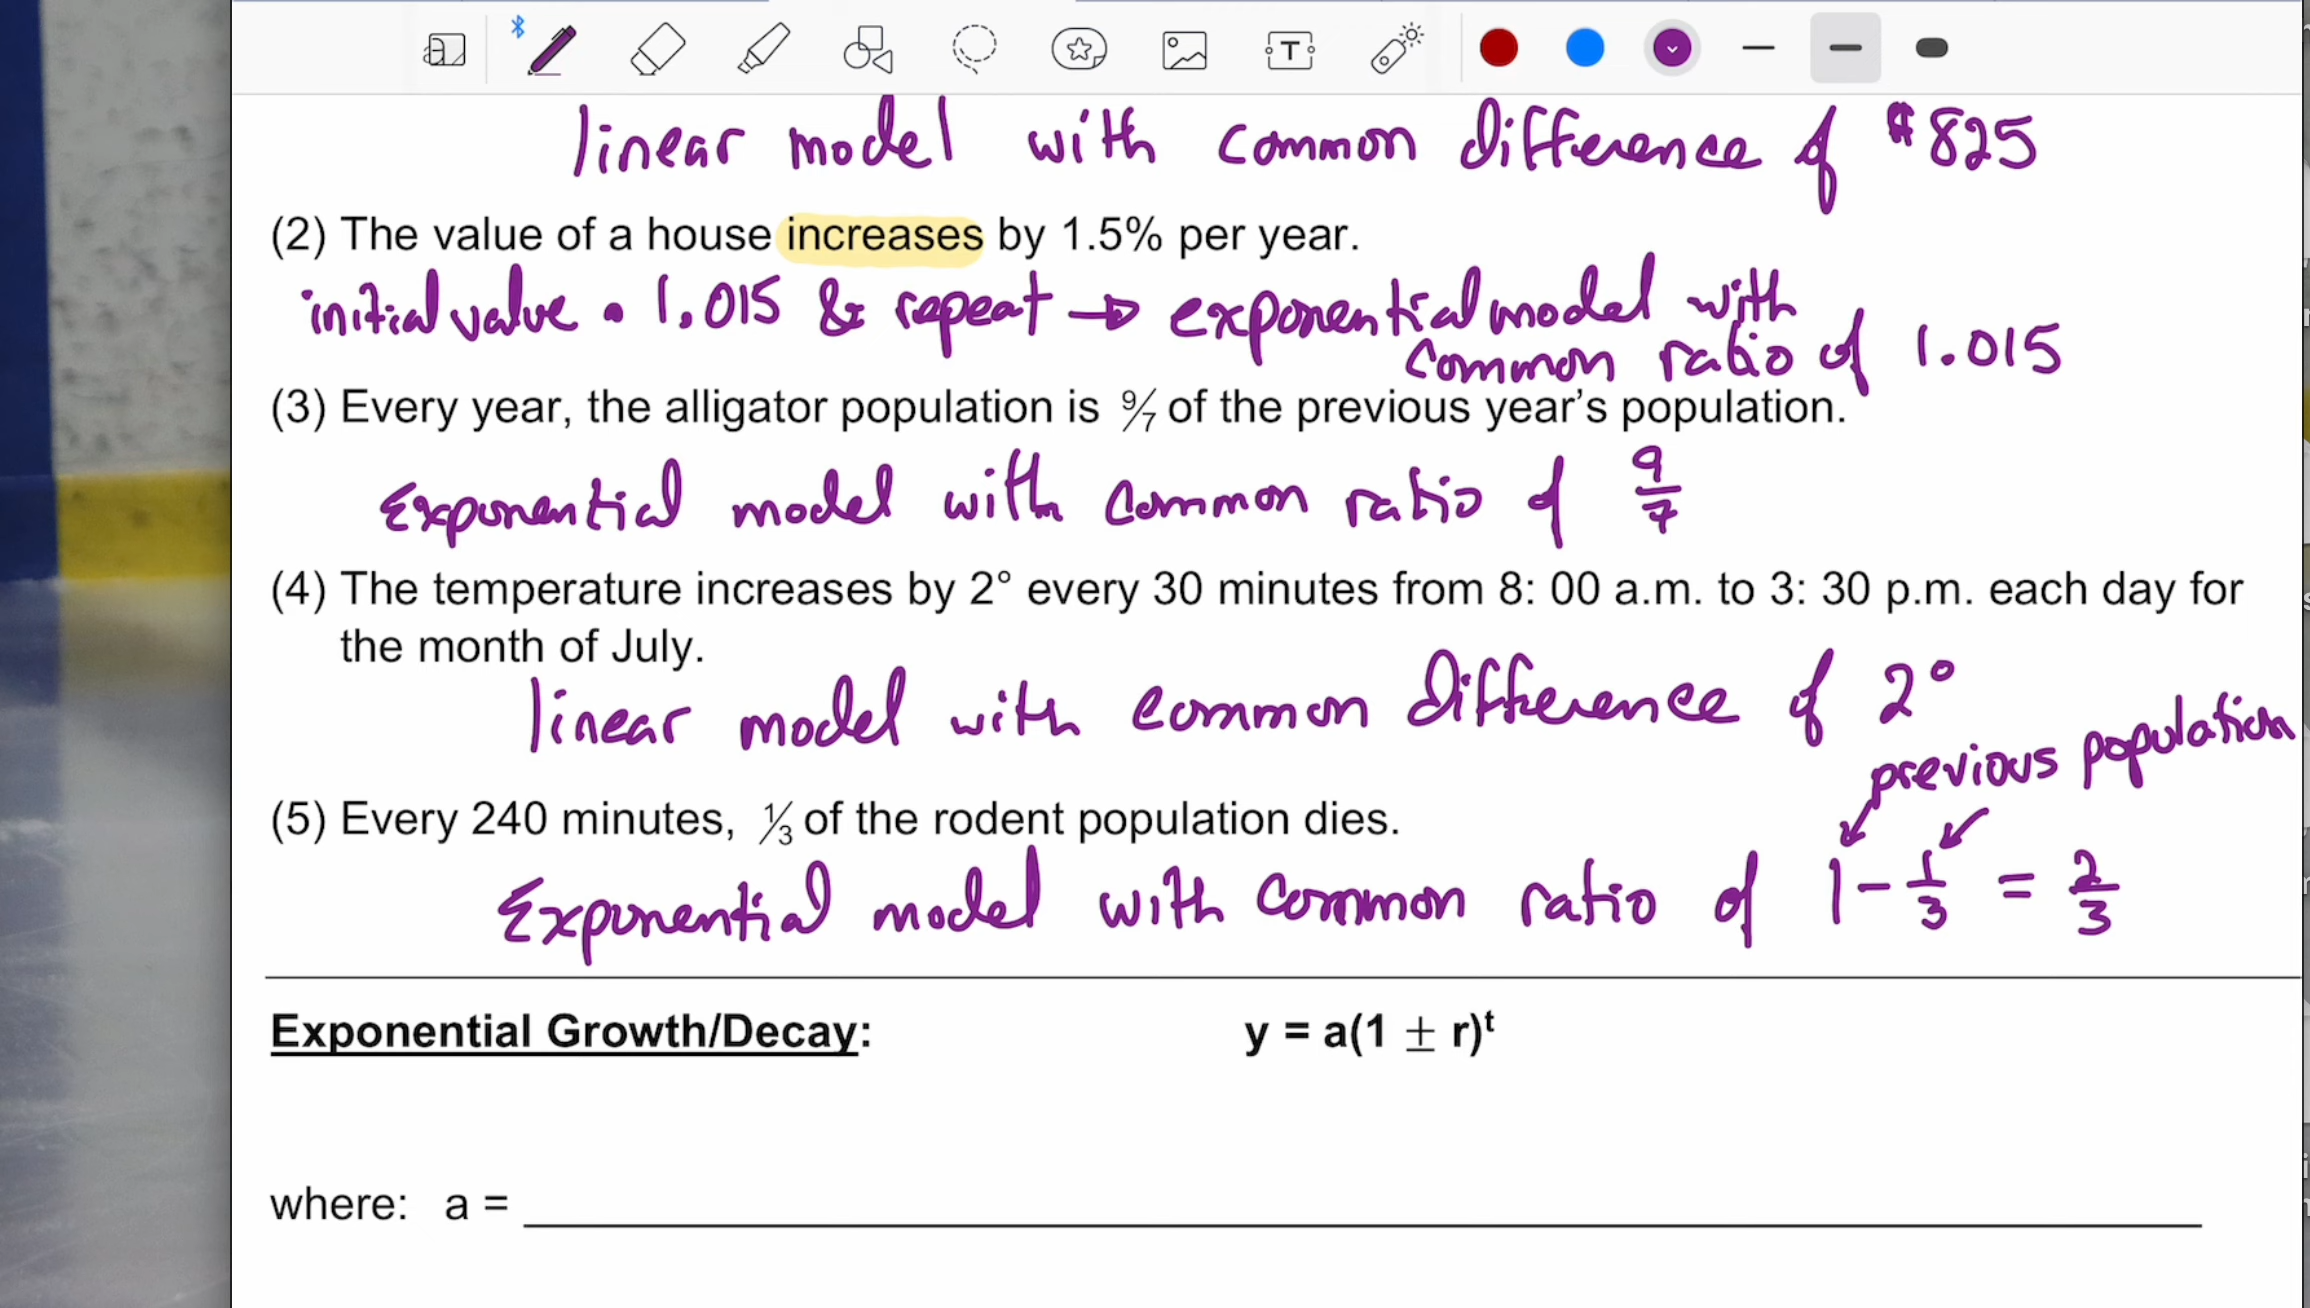 linear model with common difference of $825
(2) The value of a house increases by 1.5% per year.
initial value • 1.015 & repeat → exponential model with
common ratio of 1.015
(3) Every year, the alligator population is 9/7 of the previous year's population.
Exponential model with common ratio of 9/7
(4) The temperature increases by 2° every 30 minutes from 8: 00 a.m. to 3: 30 p.m. each day for
the month of July.
linear model with common difference of 2°
previous population
(5) Every 240 minutes, 1/3 of the rodent population dies.
Exponential model with common ratio of 1 - 1/3 = 2/3
Exponential Growth/Decay: y = a(1 ± r)ᵗ
where: a =